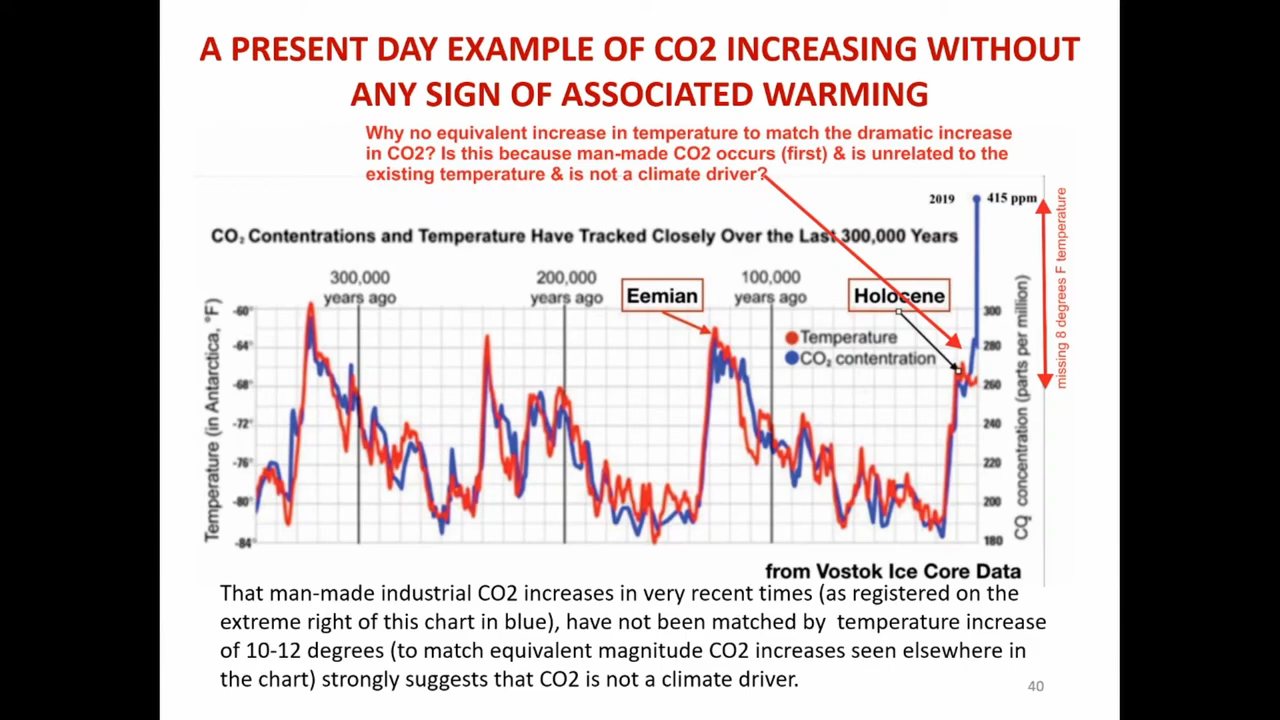 A PRESENT DAY EXAMPLE OF CO2 INCREASING WITHOUT
ANY SIGN OF ASSOCIATED WARMING
Why no equivalent increase in temperature to match the dramatic increase
in CO2? Is this because man-made CO2 occurs (first) & is unrelated to the
existing temperature & is not a climate driver?
2019 415 ppm
CO₂ Contentrations and Temperature Have Tracked Closely Over the Last 300,000 Years
300,000
years ago
200,000
years ago
Eemian
100,000
years ago
Holocene
Temperature (in Antarctica, °F)
-60°
-64°
-68°
-72°
-76°
-80°
-84°
Temperature
CO₂ contentration
300
280
260
240
220
200
180
CO₂ concentration (parts per million)
missing 8 degrees F temperature
from Vostok Ice Core Data
That man-made industrial CO2 increases in very recent times (as registered on the
extreme right of this chart in blue), have not been matched by temperature increase
of 10-12 degrees (to match equivalent magnitude CO2 increases seen elsewhere in
the chart) strongly suggests that CO2 is not a climate driver.
40